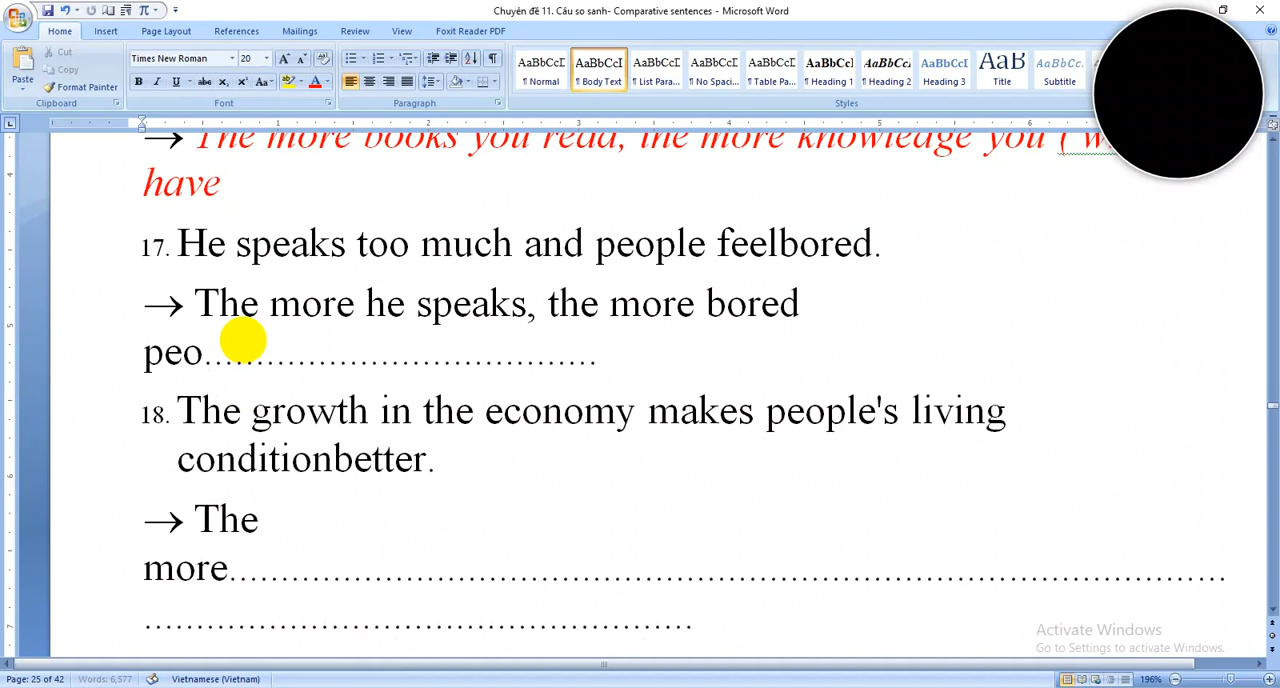 Chuyên đề 11. Câu so sanh- Comparative sentences - Microsoft Word
Home Insert Page Layout References Mailings Review View Foxit Reader PDF
Paste Cut Copy Format Painter
Times New Roman 20
AaBbCcI AaBbCcI AaBbCcI AaBbCcI AaBbCcI AaBbCcI AaBbCcI AaBbCcI AaB AaBbCc.
¶ Normal ¶ Body Text ¶ List Para... ¶ No Spaci... ¶ Table Pa... ¶ Heading 1 ¶ Heading 2 Heading 3 Title Subtitle
Clipboard Font Paragraph Styles
→ The more books you read, the more knowledge you (
have
17. He speaks too much and people feelbored.
→ The more he speaks, the more bored
peo.......................................
18. The growth in the economy makes people's living
conditionbetter.
→ The
more....................................................................................
..............................................
Activate Windows
Go to Settings to activate Windows.
Page: 25 of 42 Words: 6,577 Vietnamese (Vietnam) 196%